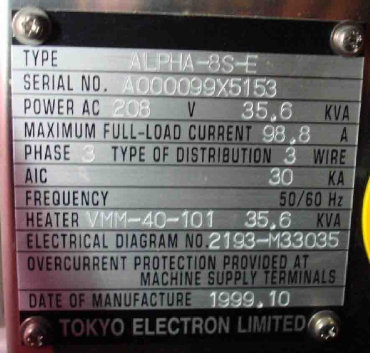 TYPE ALPHA-8S-E
SERIAL NO. A000099X5153
POWER AC 208 V 35.6 KVA
MAXIMUM FULL-LOAD CURRENT 98.8 A
PHASE 3 TYPE OF DISTRIBUTION 3 WIRE
AIC 30 KA
FREQUENCY 50/60 Hz
HEATER VMM-40-101 35.6 KVA
ELECTRICAL DIAGRAM NO. 2193-M33035
OVERCURRENT PROTECTION PROVIDED AT
MACHINE SUPPLY TERMINALS
DATE OF MANUFACTURE 1999.10
TOKYO ELECTRON LIMITED